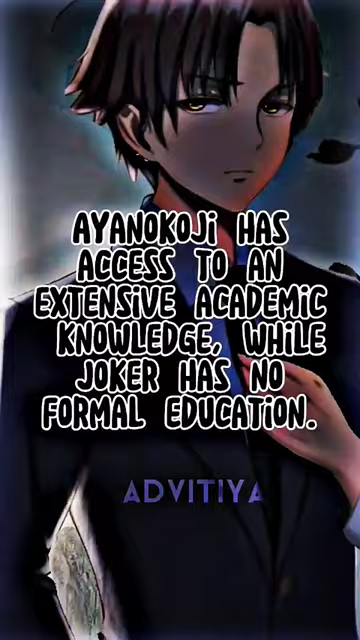 AYANOKOJI HAS
ACCESS TO AN
EXTENSIVE ACADEMIC
KNOWLEDGE, WHILE
JOKER HAS NO
FORMAL EDUCATION.
ADVITIYA